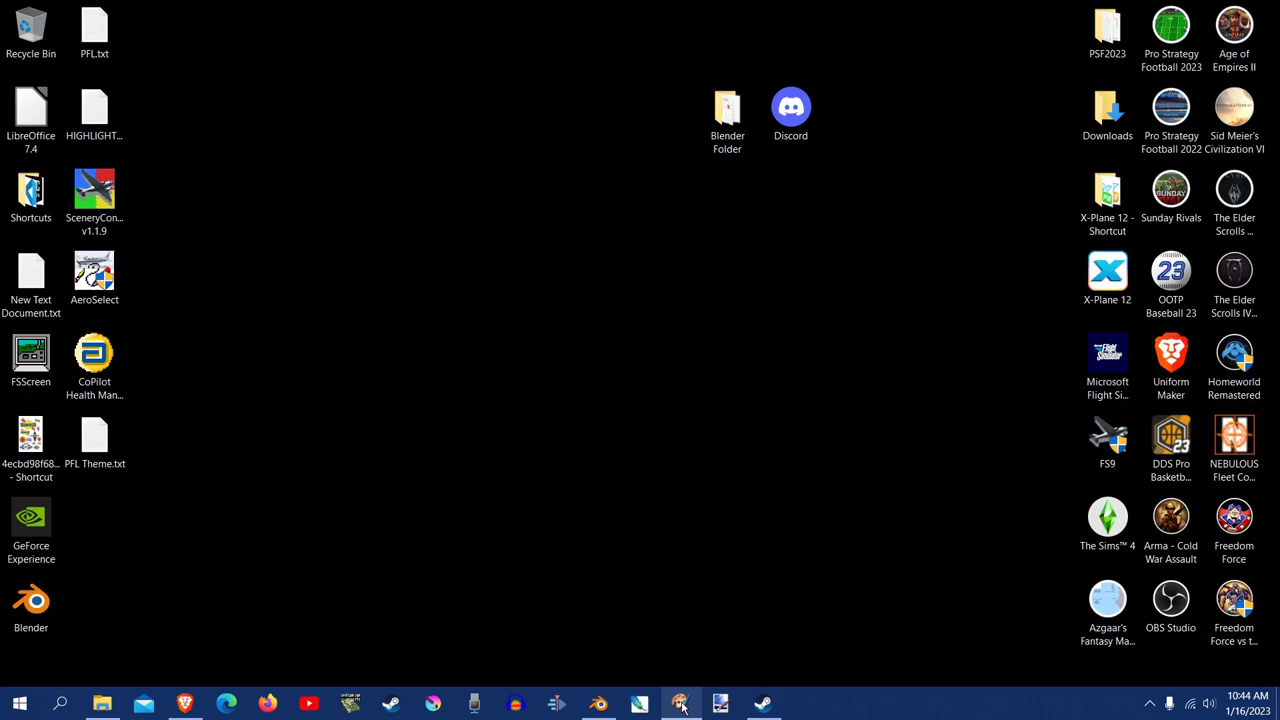 Recycle Bin
PFL.txt
LibreOffice
7.4
HIGHLIGHT...
Shortcuts
SceneryCon...
v1.1.9
New Text
Document.txt
AeroSelect
FSScreen
CoPilot
Health Man...
4ecbd98f68...
- Shortcut
PFL Theme.txt
GeForce
Experience
Blender
Blender
Folder
Discord
PSF2023
Pro Strategy
Football 2023
Age of
Empires II
Downloads
Pro Strategy
Football 2022
Sid Meier's
Civilization VI
X-Plane 12 -
Shortcut
Sunday Rivals
The Elder
Scrolls ...
X-Plane 12
23
OOTP
Baseball 23
The Elder
Scrolls IV...
Flight
Microsoft
Flight Si...
Uniform
Maker
Homeworld
Remastered
FS9
23
DDS Pro
Basketb...
NEBULOUS
Fleet Co...
The Sims™ 4
Arma - Cold
War Assault
Freedom
Force
Azgaar's
Fantasy Ma...
OBS Studio
Freedom
Force vs t...
10:44 AM
1/16/2023